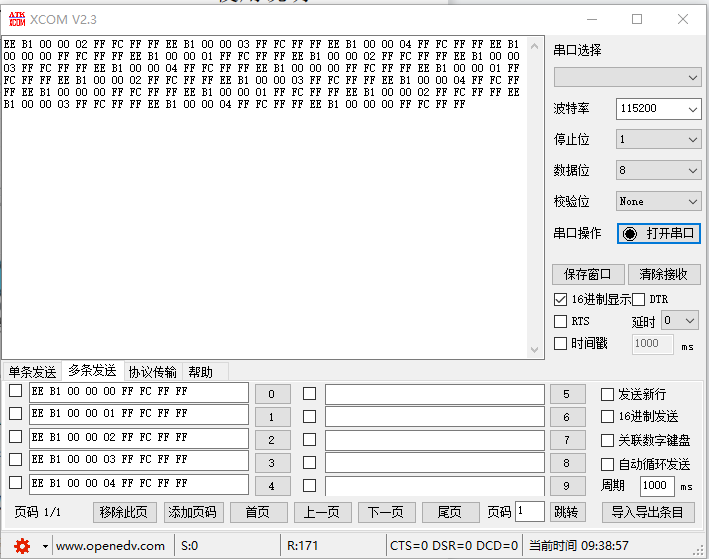 ATK
XCOM
XCOM V2.3
EE B1 00 00 02 FF FC FF FF EE B1 00 00 03 FF FC FF FF EE B1 00 00 04 FF FC FF FF EE B1
00 00 00 FF FC FF FF EE B1 00 00 01 FF FC FF FF EE B1 00 00 02 FF FC FF FF EE B1 00 00
03 FF FC FF FF EE B1 00 00 04 FF FC FF FF EE B1 00 00 00 FF FC FF FF EE B1 00 00 01 FF
FC FF FF EE B1 00 00 02 FF FC FF FF EE B1 00 00 03 FF FC FF FF EE B1 00 00 04 FF FC FF
FF EE B1 00 00 00 FF FC FF FF EE B1 00 00 01 FF FC FF FF EE B1 00 00 02 FF FC FF FF EE
B1 00 00 03 FF FC FF FF EE B1 00 00 04 FF FC FF FF EE B1 00 00 00 FF FC FF FF
串口选择
波特率 115200
停止位 1
数据位 8
校验位 None
串口操作 打开串口
保存窗口 清除接收
16进制显示 DTR
RTS 延时 0
时间戳 1000 ms
单条发送 多条发送 协议传输 帮助
EE B1 00 00 00 FF FC FF FF 0 5 发送新行
EE B1 00 00 01 FF FC FF FF 1 6 16进制发送
EE B1 00 00 02 FF FC FF FF 2 7 关联数字键盘
EE B1 00 00 03 FF FC FF FF 3 8 自动循环发送
EE B1 00 00 04 FF FC FF FF 4 9 周期 1000 ms
页码 1/1 移除此页 添加页码 首页 上一页 下一页 尾页 页码 1 跳转 导入导出条目
www.openedv.com S:0 R:171 CTS=0 DSR=0 DCD=0 当前时间 09:38:57